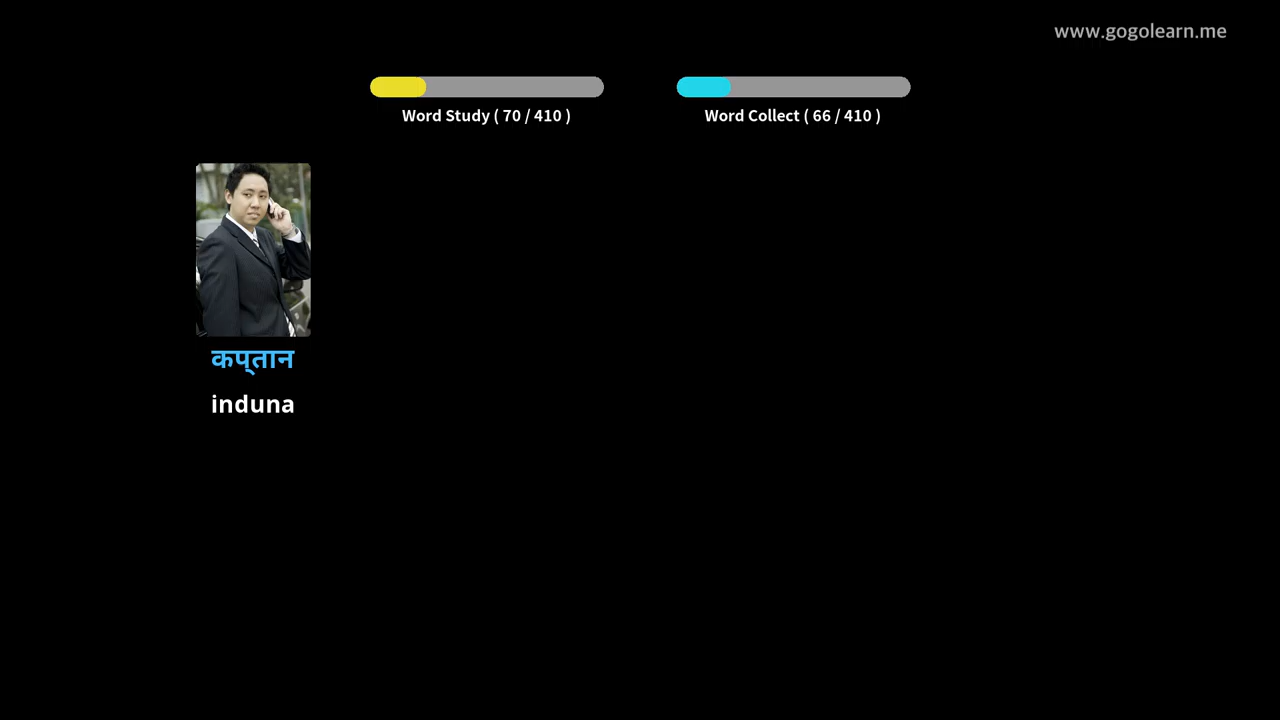 www.gogolearn.me
Word Study ( 70 / 410 )
Word Collect ( 66 / 410 )
कप्तान
induna